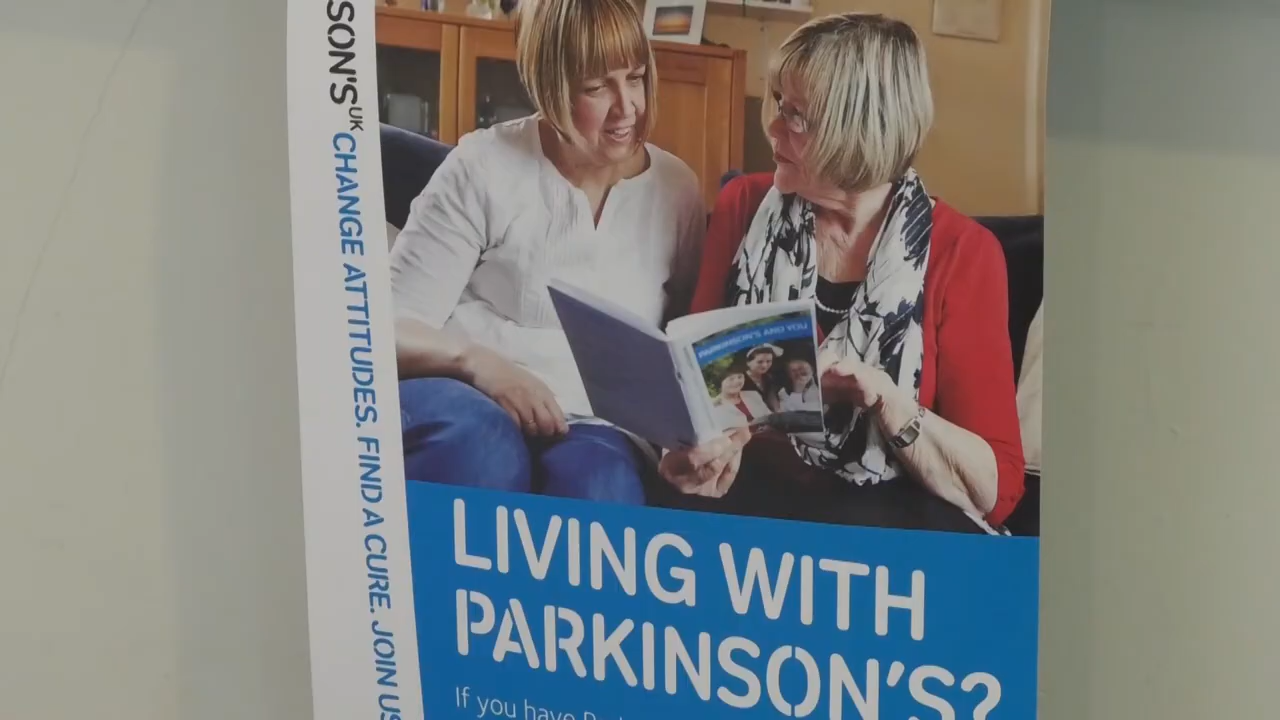 SON'S UK CHANGE ATTITUDES. FIND A CURE. JOIN US
PARKINSON'S AND YOU
LIVING WITH
PARKINSON'S?
If you have